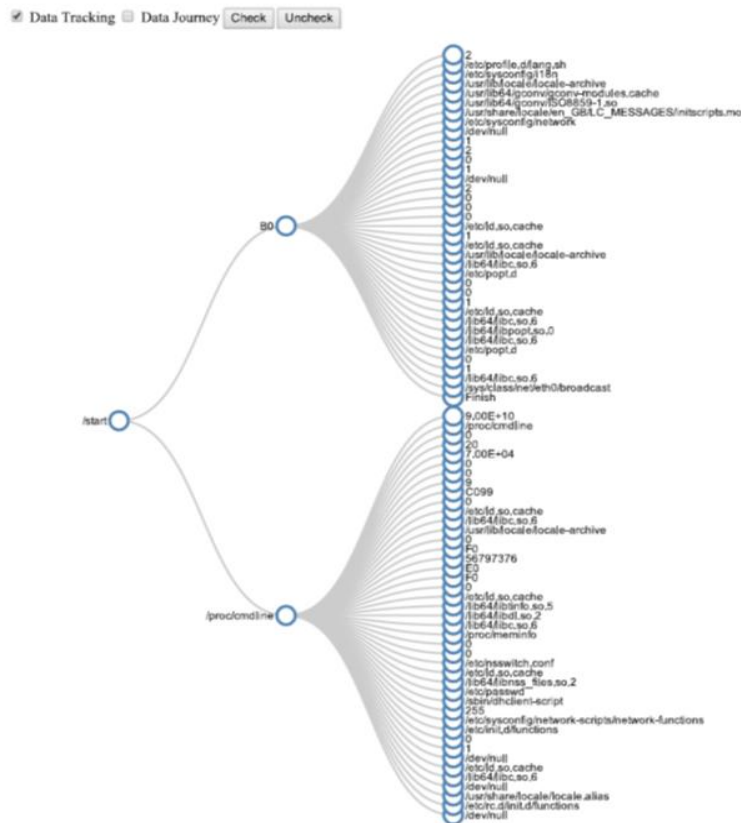 Data Tracking Data Journey Check Uncheck
2
/etc/profile.d/lang.sh
/etc/sysconfig/i18n
/usr/lib/locale/locale-archive
/usr/lib64/gconv/gconv-modules.cache
/usr/lib64/gconv/ISO8859-1.so
/usr/share/locale/en_GB/LC_MESSAGES/initscripts.mo
/etc/sysconfig/network
/dev/null
1
2
0
1
/dev/null
2
0
0
0
/etc/ld.so.cache
1
/etc/ld.so.cache
/usr/lib/locale/locale-archive
/lib64/libc.so.6
/etc/popt.d
0
0
1
/etc/ld.so.cache
/lib64/libc.so.6
/lib64/libpopt.so.0
/lib64/libc.so.6
/etc/popt.d
0
1
/lib64/libc.so.6
/sys/class/net/eth0/broadcast
Finish
B0
/start
/proc/cmdline
9.00E+10
/proc/cmdline
0
20
7.00E+04
0
0
9
C099
0
/etc/ld.so.cache
/lib64/libc.so.6
/usr/lib/locale/locale-archive
0
F0
56797376
E0
F0
0
/etc/ld.so.cache
/lib64/libtinfo.so.5
/lib64/libdl.so.2
/lib64/libc.so.6
/proc/meminfo
0
0
/etc/nsswitch.conf
/etc/ld.so.cache
/lib64/libnss_files.so.2
/etc/passwd
/sbin/dhclient-script
255
/etc/sysconfig/network-scripts/network-functions
/etc/init.d/functions
0
1
/dev/null
/etc/ld.so.cache
/lib64/libc.so.6
/dev/null
/usr/share/locale/locale.alias
/etc/rc.d/init.d/functions
/dev/null